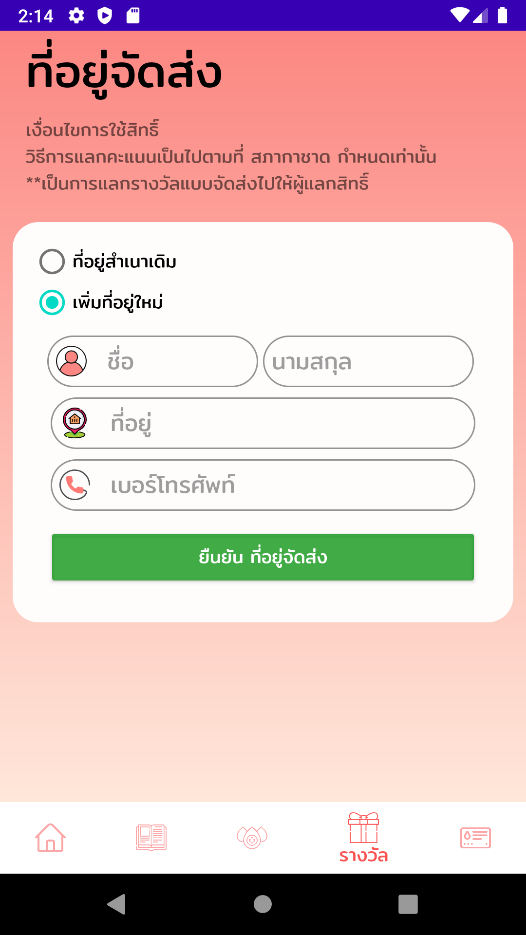 2:14
ที่อยู่จัดส่ง
เงื่อนไขการใช้สิทธิ์
วิธีการแลกคะแนนเป็นไปตามที่ สภากาชาด กำหนดเท่านั้น
**เป็นการแลกรางวัลแบบจัดส่งไปให้ผู้แลกสิทธิ์
ที่อยู่สำเนาเดิม
เพิ่มที่อยู่ใหม่
ชื่อ นามสกุล
ที่อยู่
เบอร์โทรศัพท์
ยืนยัน ที่อยู่จัดส่ง
รางวัล